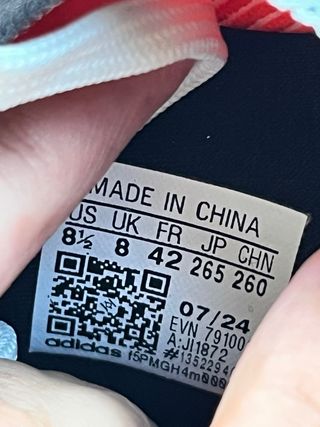 MADE IN CHINA
US UK FR JP CHN
8½ 8 42 265 260
07/24
EVN 79100
A:JI1872
adidas